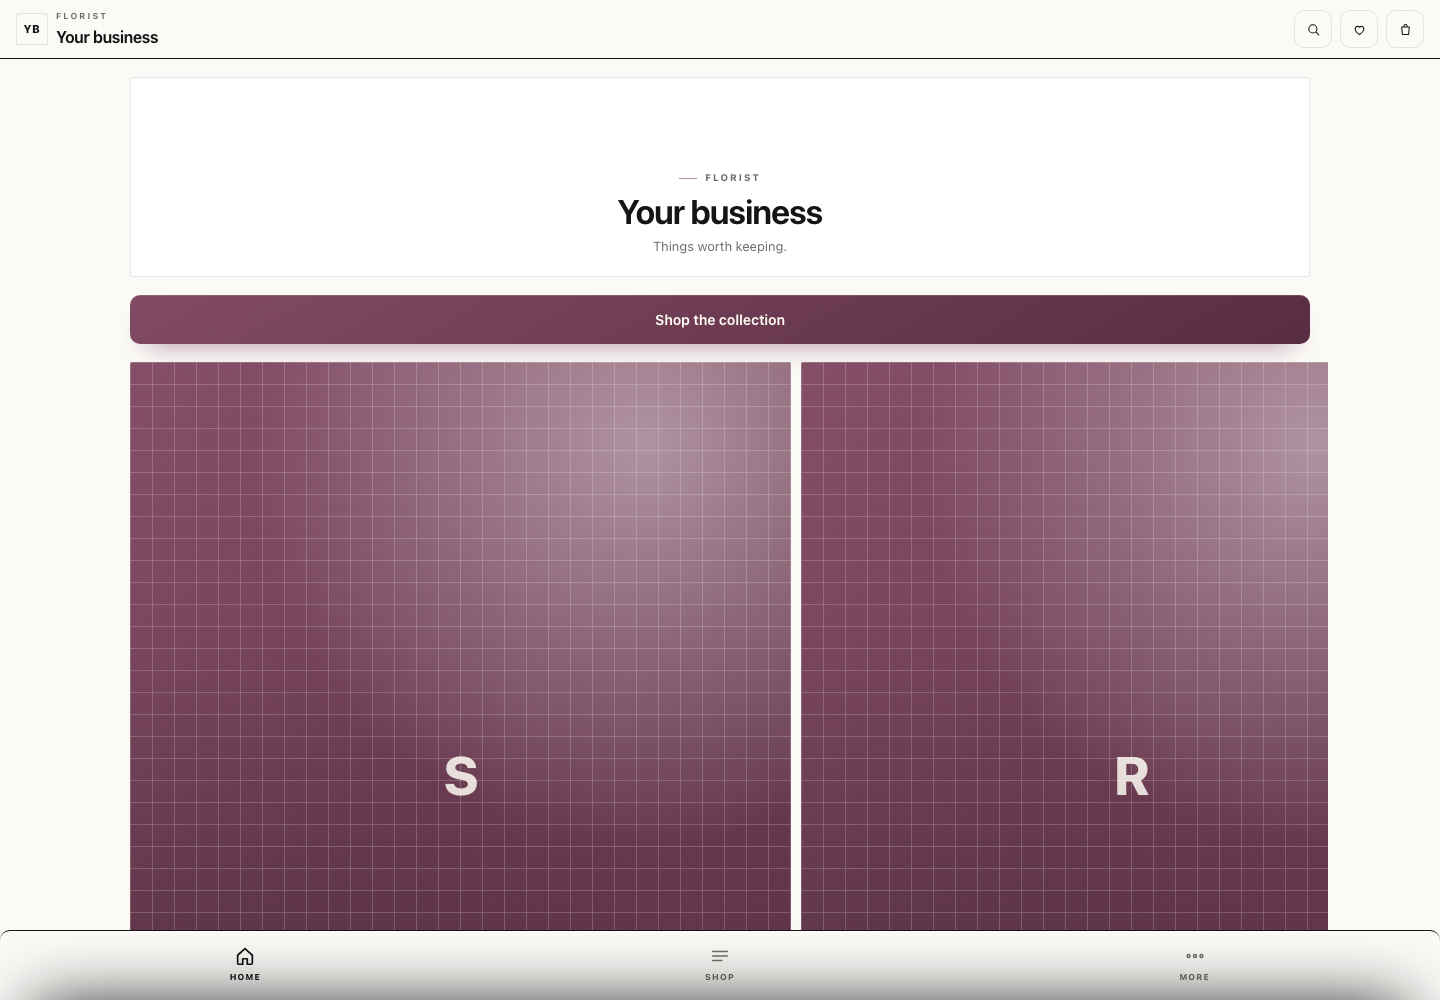 YB
FLORIST
Your business
FLORIST
Your business
Things worth keeping.
Shop the collection
S
R
HOME
SHOP
MORE